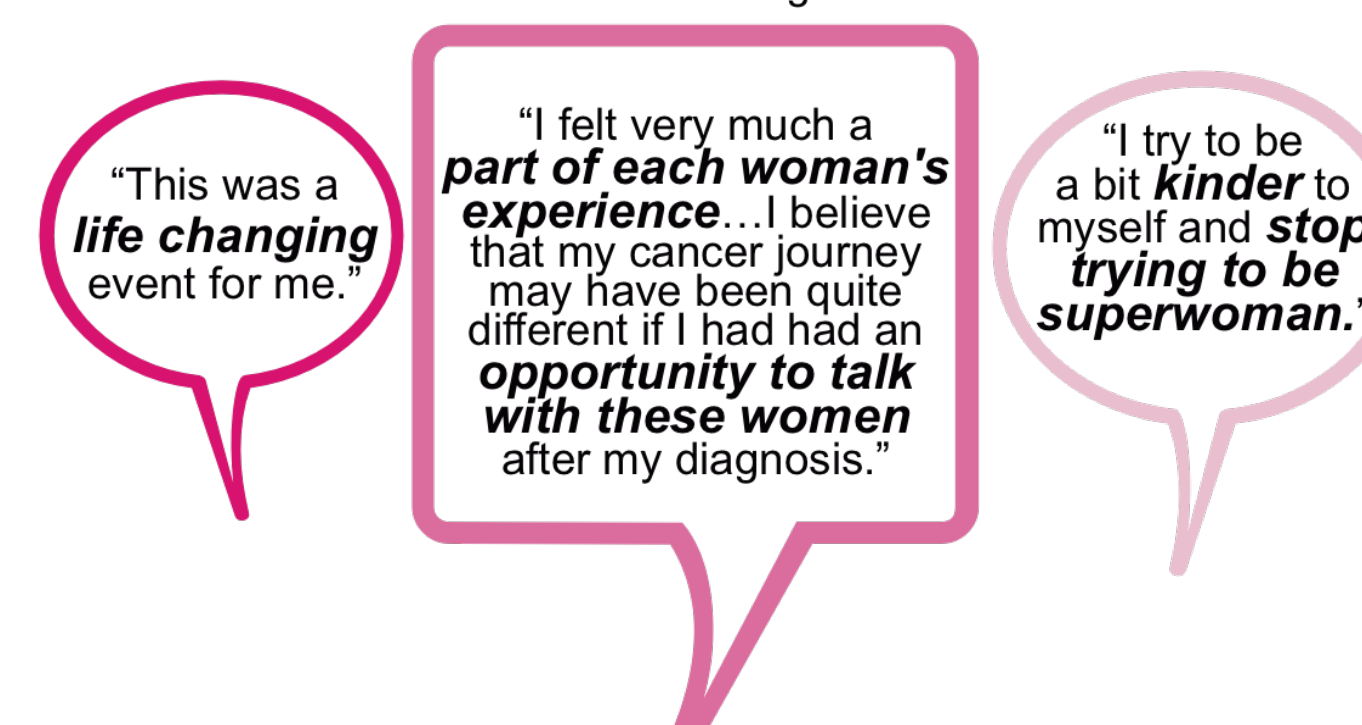 “This was a
life changing
event for me.”
“I felt very much a
part of each woman's
experience…I believe
that my cancer journey
may have been quite
different if I had had an
opportunity to talk
with these women
after my diagnosis.”
“I try to be
a bit kinder to
myself and stop
trying to be
superwoman.”